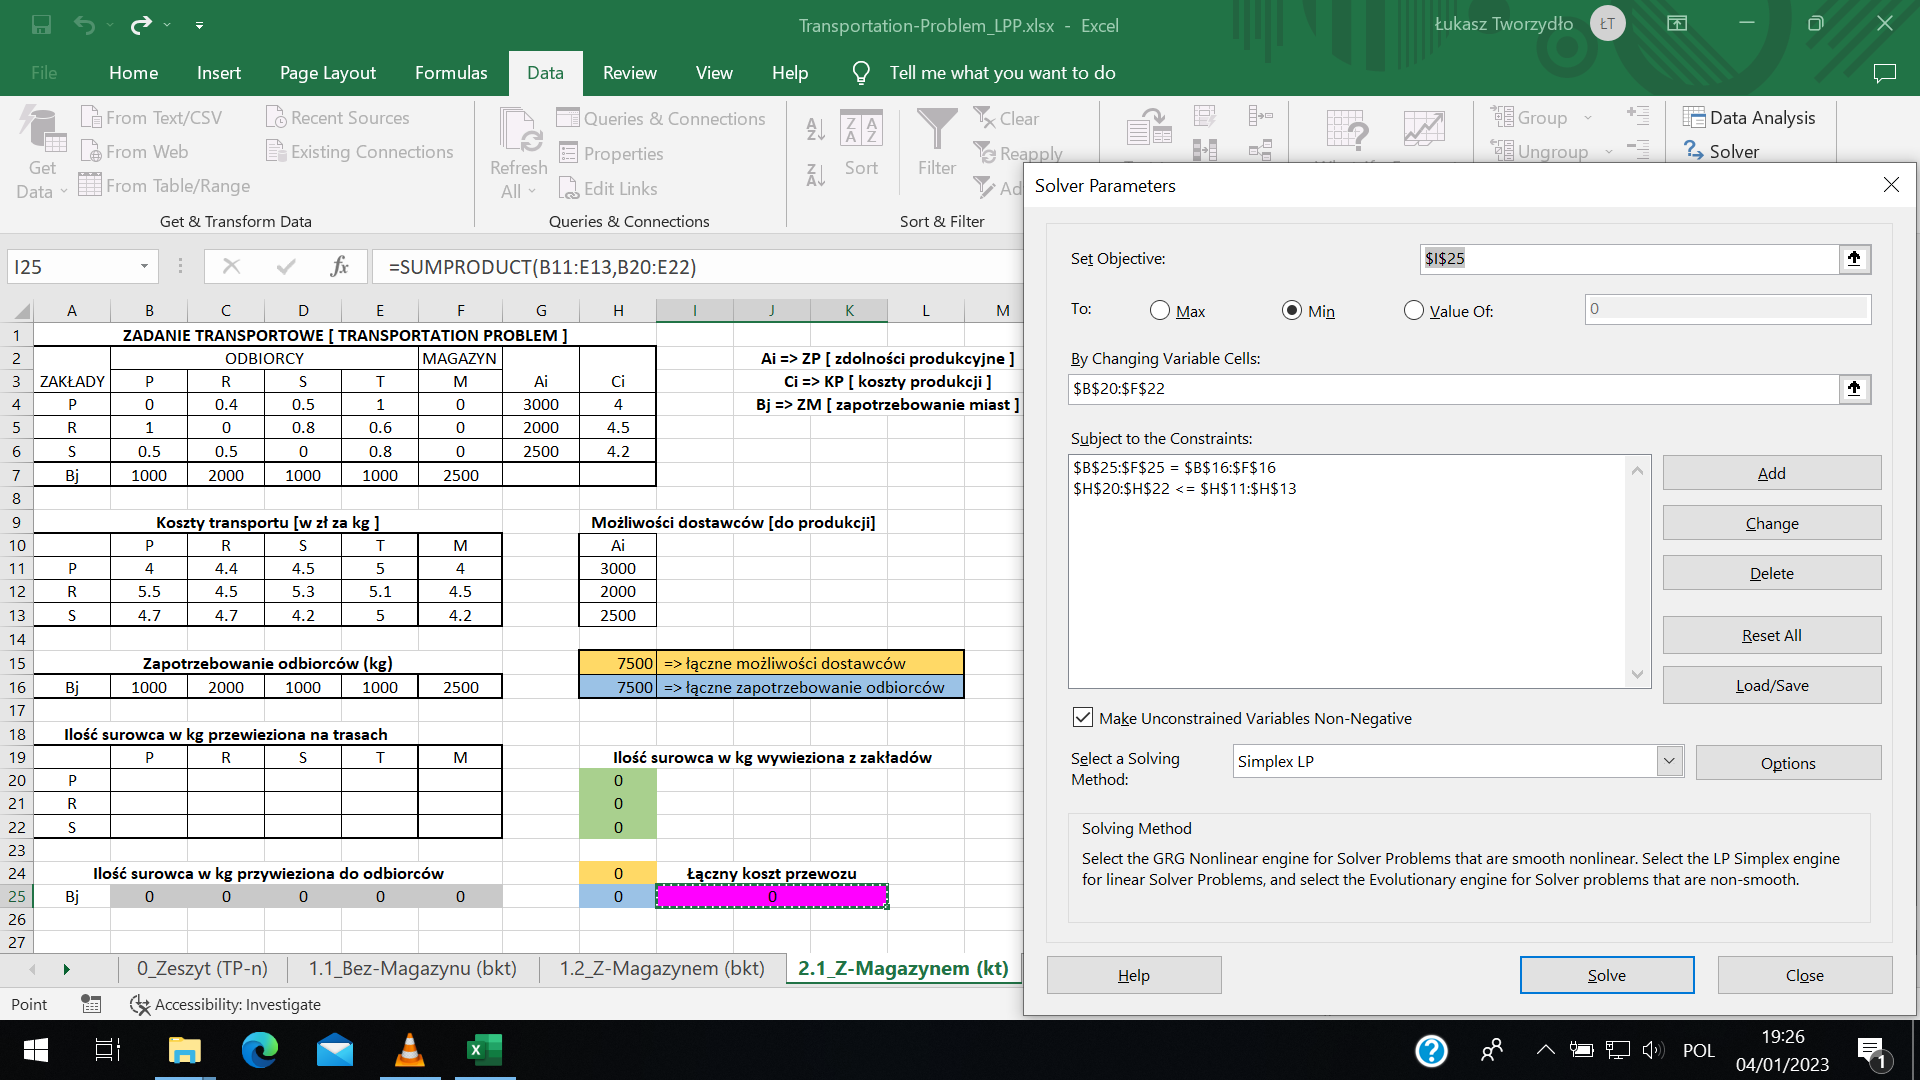 Transportation-Problem_LPP.xlsx - Excel
Łukasz Tworzydło ŁT
File Home Insert Page Layout Formulas Data Review View Help Tell me what you want to do
Get Data
From Text/CSV
From Web
From Table/Range
Recent Sources
Existing Connections
Get & Transform Data
Refresh All
Queries & Connections
Properties
Edit Links
Queries & Connections
Sort
Filter
Clear
Reapply
Sort & Filter
Group
Ungroup
Data Analysis
Solver
I25 fx =SUMPRODUCT(B11:E13,B20:E22)
A B C D E F G H I J K L M
1 ZADANIE TRANSPORTOWE [ TRANSPORTATION PROBLEM ]
2 ODBIORCY MAGAZYN Ai => ZP [ zdolności produkcyjne ]
3 ZAKŁADY P R S T M Ai Ci Ci => KP [ koszty produkcji ]
4 P 0 0.4 0.5 1 0 3000 4 Bj => ZM [ zapotrzebowanie miast ]
5 R 1 0 0.8 0.6 0 2000 4.5
6 S 0.5 0.5 0 0.8 0 2500 4.2
7 Bj 1000 2000 1000 1000 2500
8
9 Koszty transportu [w zł za kg ] Możliwości dostawców [do produkcji]
10 P R S T M Ai
11 P 4 4.4 4.5 5 4 3000
12 R 5.5 4.5 5.3 5.1 4.5 2000
13 S 4.7 4.7 4.2 5 4.2 2500
14
15 Zapotrzebowanie odbiorców (kg) 7500 => łączne możliwości dostawców
16 Bj 1000 2000 1000 1000 2500 7500 => łączne zapotrzebowanie odbiorców
17
18 Ilość surowca w kg przewieziona na trasach
19 P R S T M Ilość surowca w kg wywieziona z zakładów
20 P 0
21 R 0
22 S 0
23
24 Ilość surowca w kg przywieziona do odbiorców 0 Łączny koszt przewozu
25 Bj 0 0 0 0 0 0 0
26
27
0_Zeszyt (TP-n) 1.1_Bez-Magazynu (bkt) 1.2_Z-Magazynem (bkt) 2.1_Z-Magazynem (kt)
Point Accessibility: Investigate
Solver Parameters
Set Objective: $I$25
To: Max Min Value Of: 0
By Changing Variable Cells:
$B$20:$F$22
Subject to the Constraints:
$B$25:$F$25 = $B$16:$F$16
$H$20:$H$22 <= $H$11:$H$13
Add
Change
Delete
Reset All
Load/Save
Make Unconstrained Variables Non-Negative
Select a Solving Method: Simplex LP Options
Solving Method
Select the GRG Nonlinear engine for Solver Problems that are smooth nonlinear. Select the LP Simplex engine
for linear Solver Problems, and select the Evolutionary engine for Solver problems that are non-smooth.
Help Solve Close
POL 19:26
04/01/2023
1